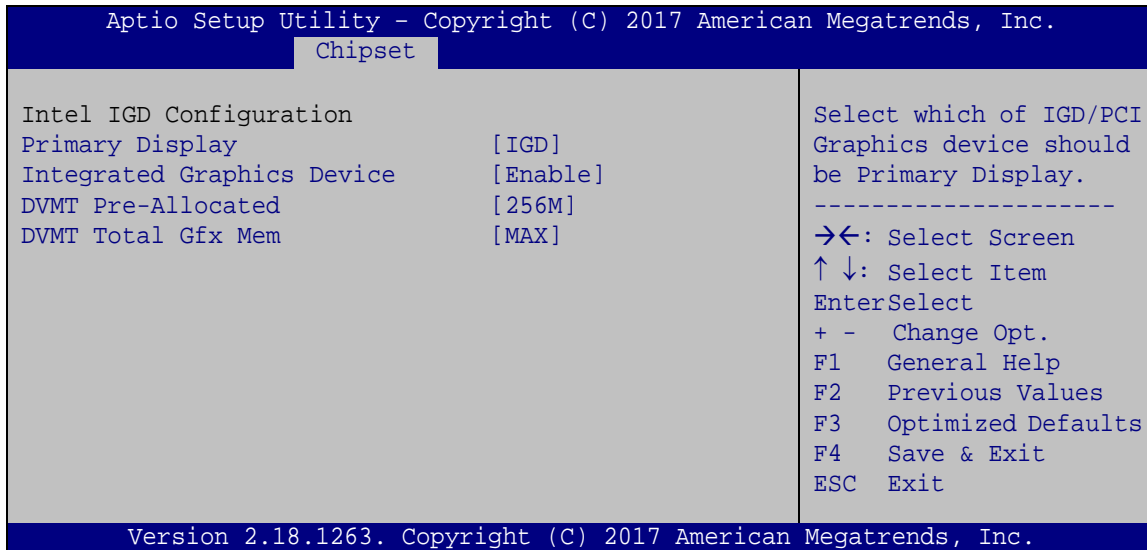 Aptio Setup Utility – Copyright (C) 2017 American Megatrends, Inc.
Chipset
Intel IGD Configuration
Primary Display [IGD]
Integrated Graphics Device [Enable]
DVMT Pre-Allocated [256M]
DVMT Total Gfx Mem [MAX]
Select which of IGD/PCI
Graphics device should
be Primary Display.
---------------------
→←: Select Screen
↑ ↓: Select Item
EnterSelect
+ - Change Opt.
F1 General Help
F2 Previous Values
F3 Optimized Defaults
F4 Save & Exit
ESC Exit
Version 2.18.1263. Copyright (C) 2017 American Megatrends, Inc.